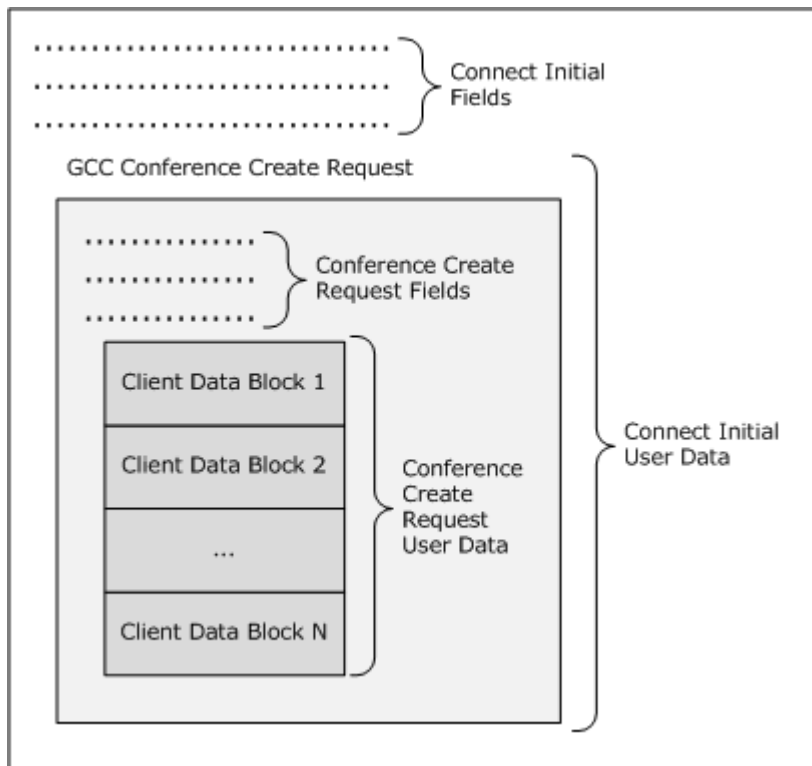 Connect Initial
Fields
GCC Conference Create Request
Conference Create
Request Fields
Client Data Block 1
Client Data Block 2
...
Client Data Block N
Conference
Create
Request
User Data
Connect Initial
User Data